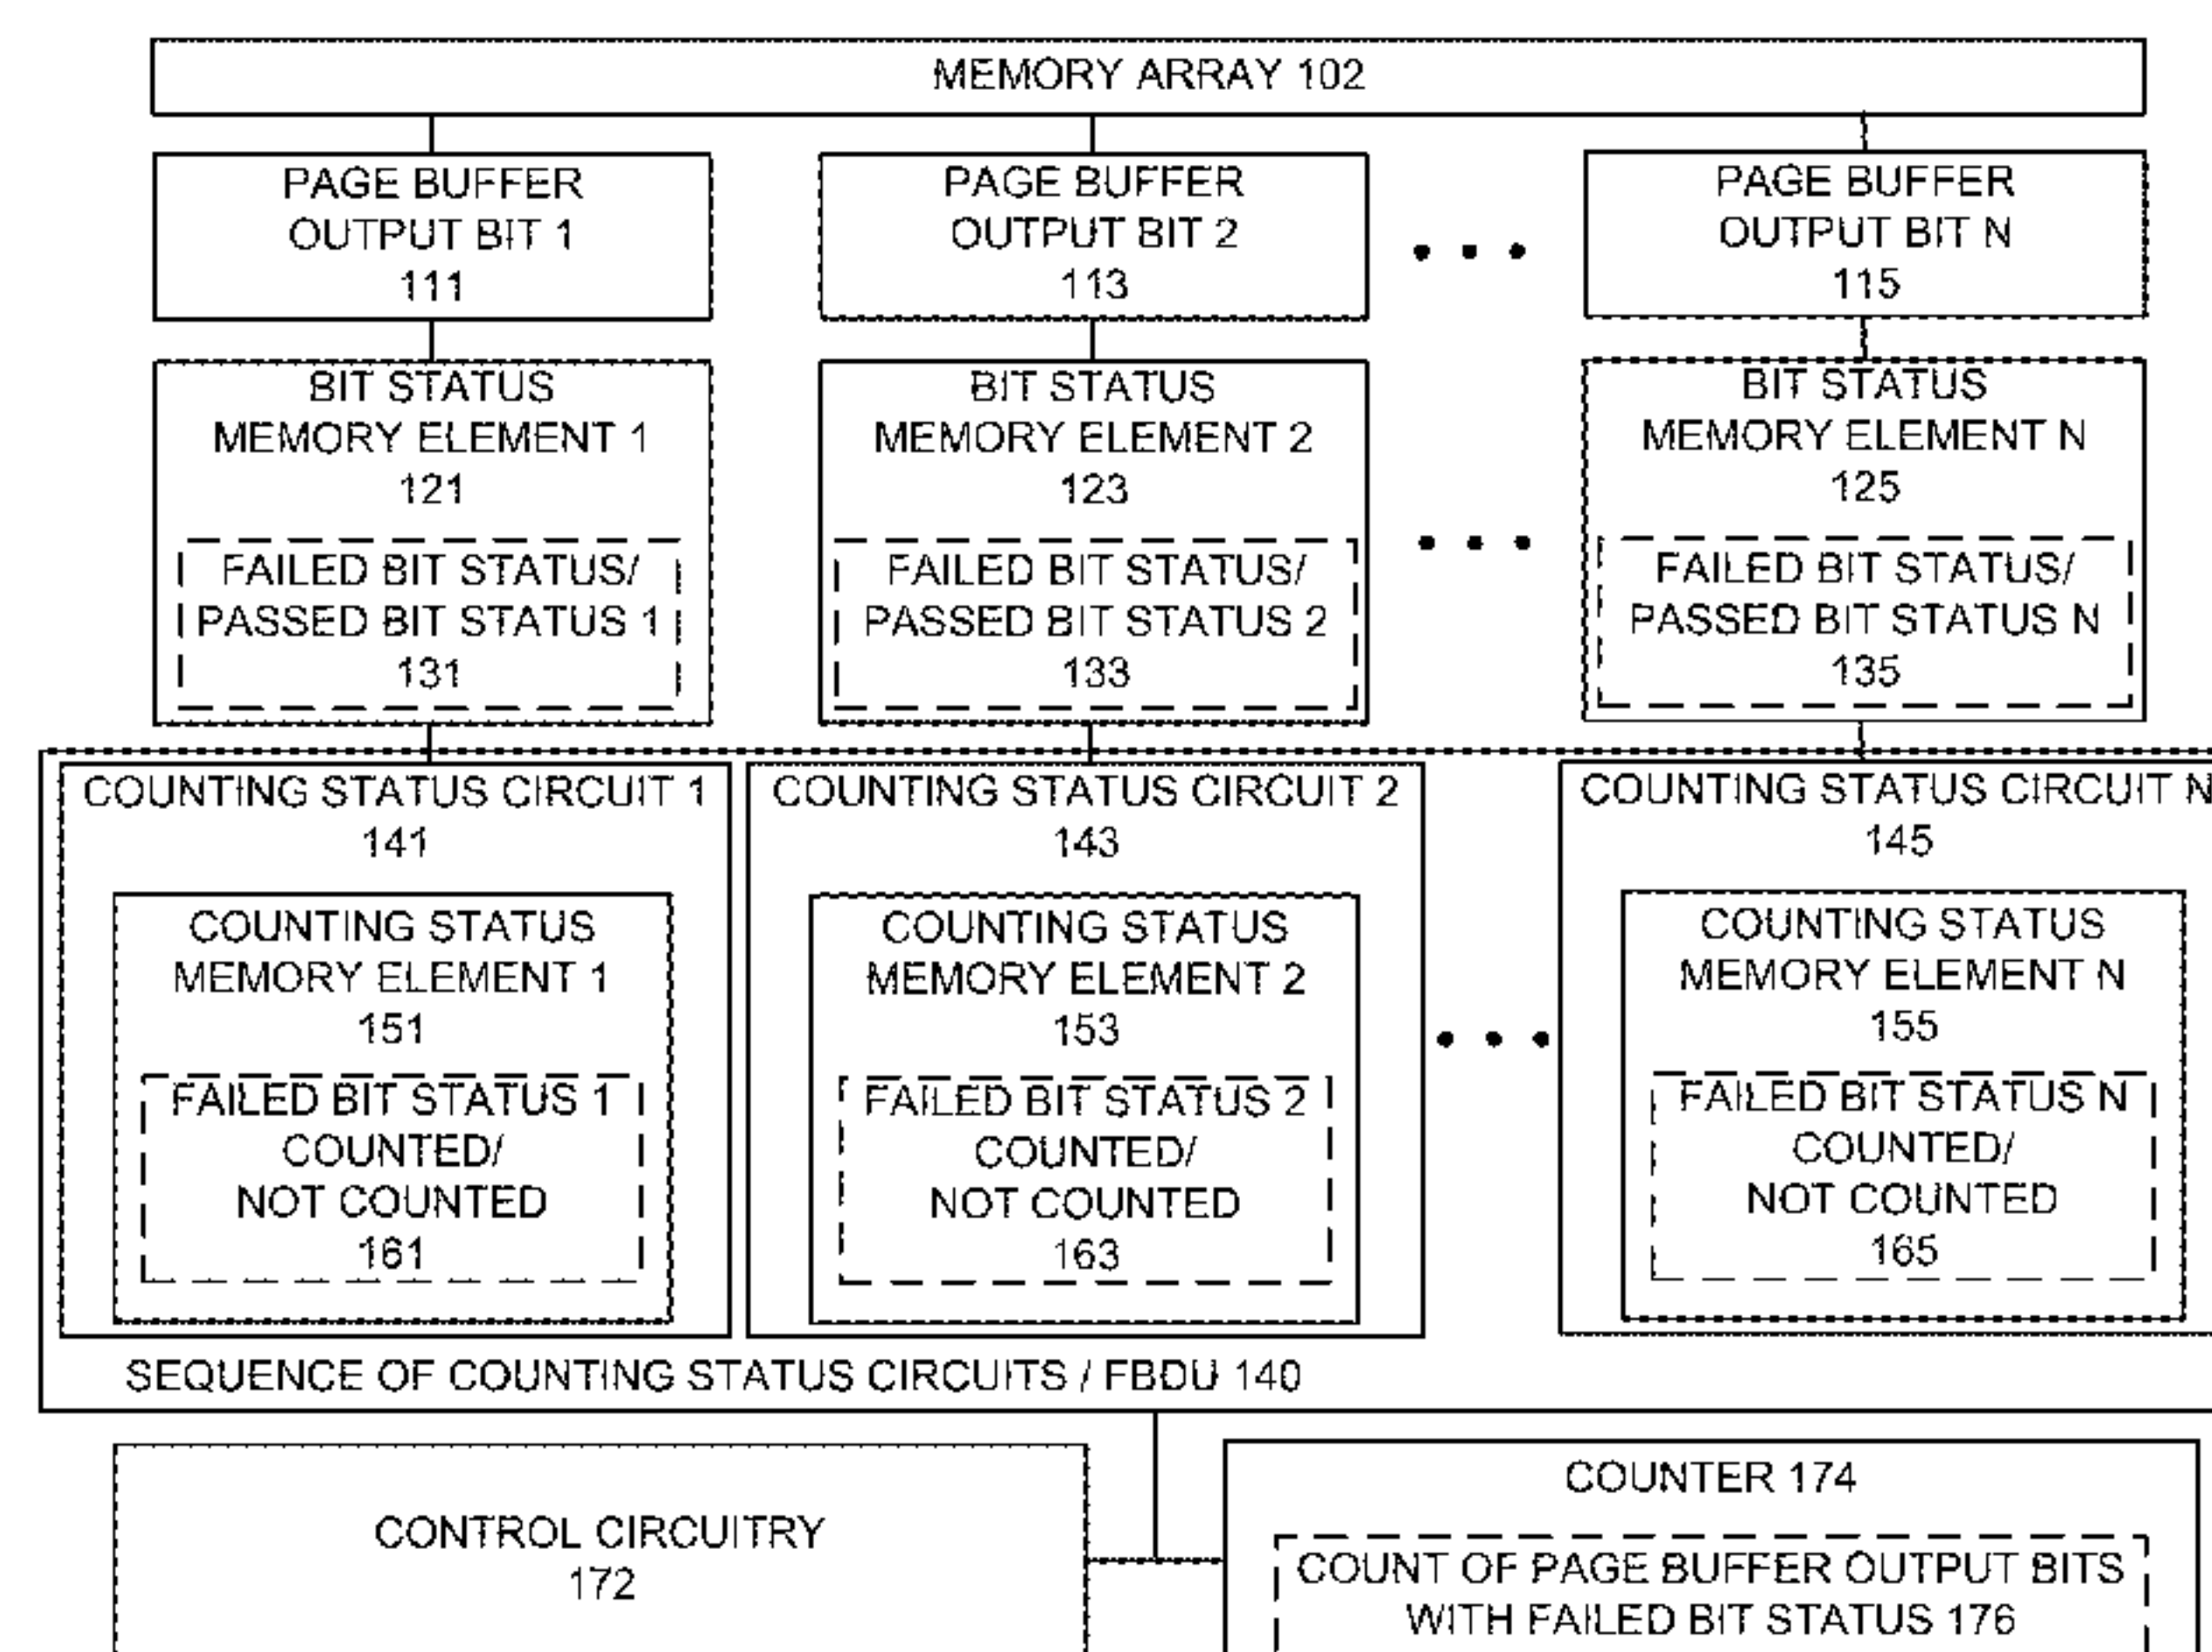 MEMORY ARRAY 102
PAGE BUFFER
OUTPUT BIT 1
111
PAGE BUFFER
OUTPUT BIT 2
113
PAGE BUFFER
OUTPUT BIT N
115
BIT STATUS
MEMORY ELEMENT 1
121
FAILED BIT STATUS/
PASSED BIT STATUS 1
131
BIT STATUS
MEMORY ELEMENT 2
123
FAILED BIT STATUS/
PASSED BIT STATUS 2
133
BIT STATUS
MEMORY ELEMENT N
125
FAILED BIT STATUS/
PASSED BIT STATUS N
135
COUNTING STATUS CIRCUIT 1
141
COUNTING STATUS
MEMORY ELEMENT 1
151
FAILED BIT STATUS 1
COUNTED/
NOT COUNTED
161
COUNTING STATUS CIRCUIT 2
143
COUNTING STATUS
MEMORY ELEMENT 2
153
FAILED BIT STATUS 2
COUNTED/
NOT COUNTED
163
COUNTING STATUS CIRCUIT N
145
COUNTING STATUS
MEMORY ELEMENT N
155
FAILED BIT STATUS N
COUNTED/
NOT COUNTED
165
SEQUENCE OF COUNTING STATUS CIRCUITS / FBDU 140
CONTROL CIRCUITRY
172
COUNTER 174
COUNT OF PAGE BUFFER OUTPUT BITS
WITH FAILED BIT STATUS 176